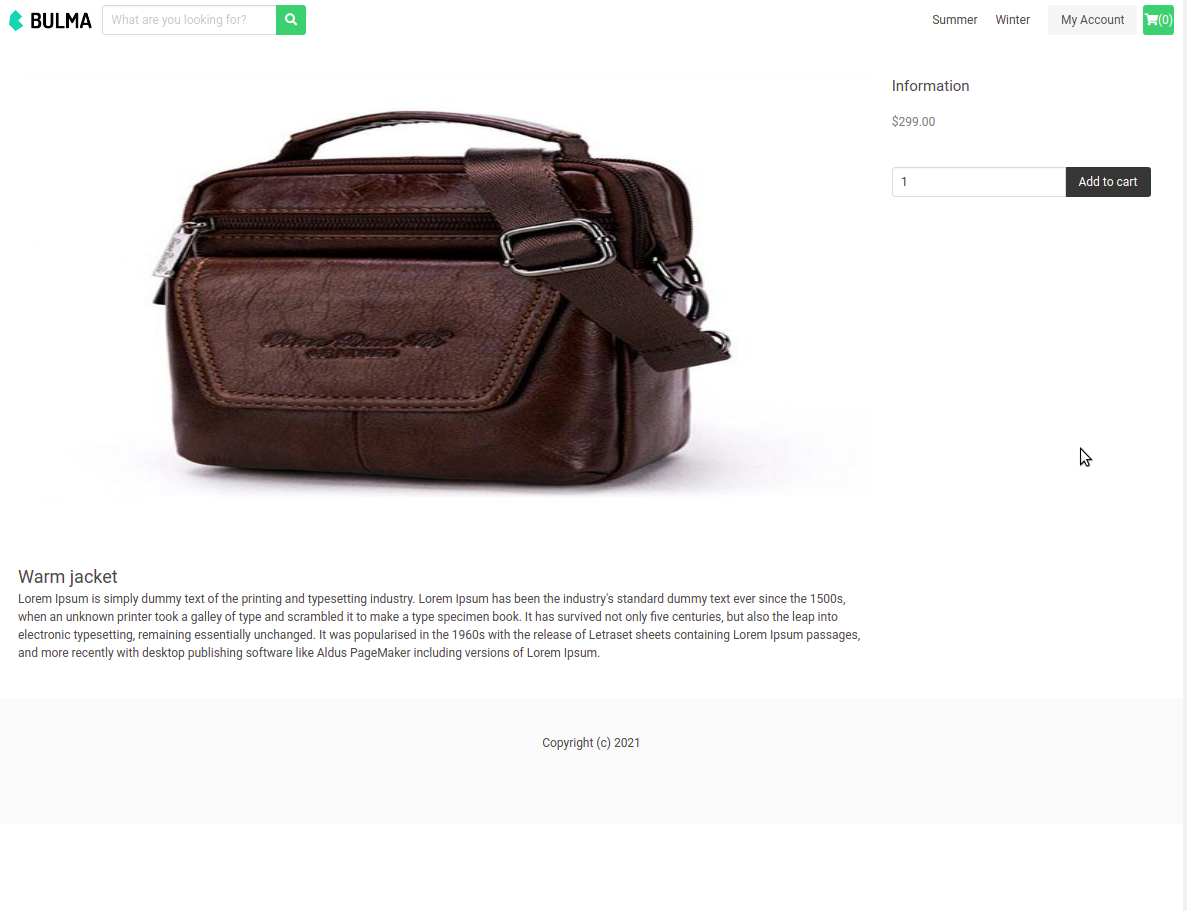 BULMA
What are you looking for?
Summer
Winter
My Account
(0)
Information
$299.00
1
Add to cart
Warm jacket
Lorem Ipsum is simply dummy text of the printing and typesetting industry. Lorem Ipsum has been the industry's standard dummy text ever since the 1500s,
when an unknown printer took a galley of type and scrambled it to make a type specimen book. It has survived not only five centuries, but also the leap into
electronic typesetting, remaining essentially unchanged. It was popularised in the 1960s with the release of Letraset sheets containing Lorem Ipsum passages,
and more recently with desktop publishing software like Aldus PageMaker including versions of Lorem Ipsum.
Copyright (c) 2021